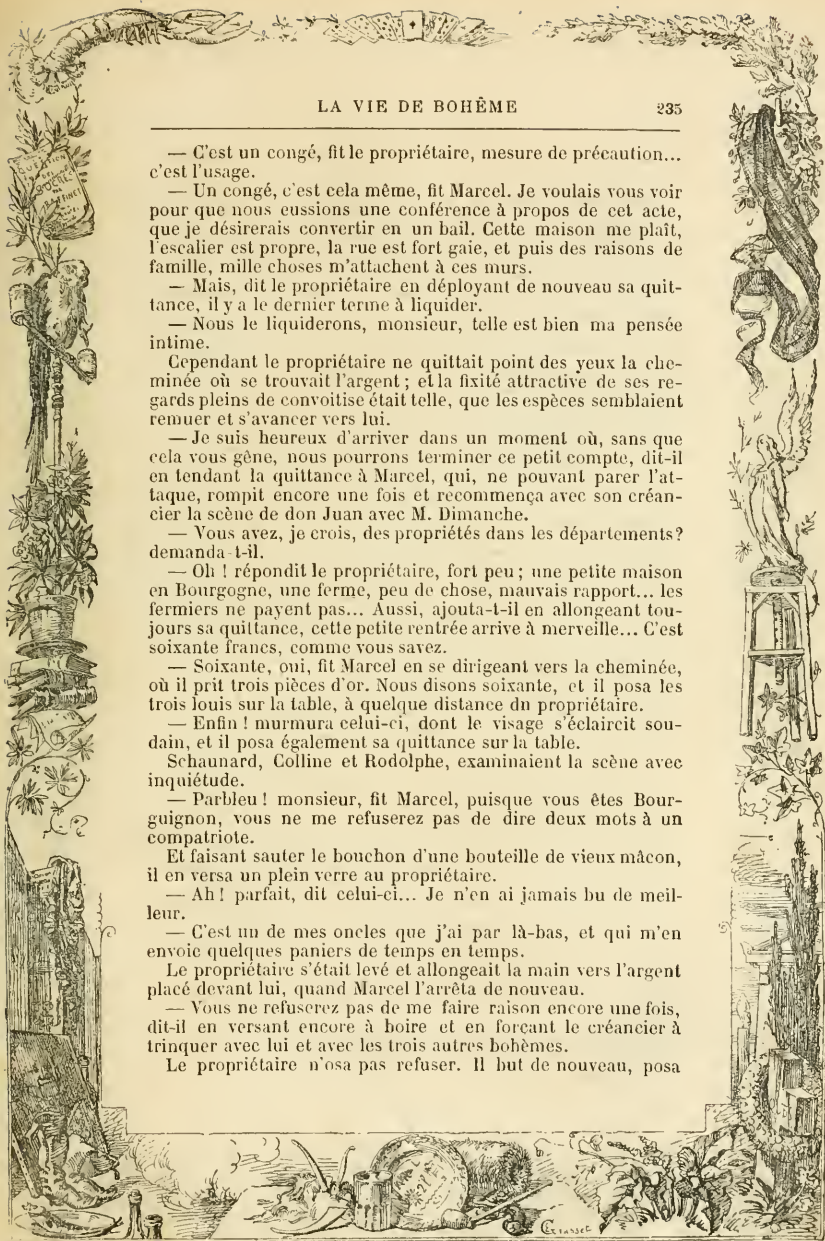 LA VIE DE BOHÊME 235
— C'est un congé, fit le propriétaire, mesure de précaution...
c'est l'usage.
— Un congé, c'est cela même, fit Marcel. Je voulais vous voir
pour que nous eussions une conférence à propos de cet acte,
que je désirerais convertir en un bail. Cette maison me plaît,
l'escalier est propre, la rue est fort gaie, et puis des raisons de
famille, mille choses m'attachent à ces murs.
— Mais, dit le propriétaire en déployant de nouveau sa quit-
tance, il y a le dernier terme à liquider.
— Nous le liquiderons, monsieur, telle est bien ma pensée
intime.
Cependant le propriétaire ne quittait point des yeux la che-
minée où se trouvait l'argent ; et la fixité attractive de ses re-
gards pleins de convoitise était telle, que les espèces semblaient
remuer et s'avancer vers lui.
— Je suis heureux d'arriver dans un moment où, sans que
cela vous gêne, nous pourrons terminer ce petit compte, dit-il
en tendant la quittance à Marcel, qui, ne pouvant parer l'at-
taque, rompit encore une fois et recommença avec son créan-
cier la scène de don Juan avec M. Dimanche.
— Vous avez, je crois, des propriétés dans les départements?
demanda-t-il.
— Oh ! répondit le propriétaire, fort peu ; une petite maison
en Bourgogne, une ferme, peu de chose, mauvais rapport... les
fermiers ne payent pas... Aussi, ajouta-t-il en allongeant tou-
jours sa quittance, cette petite rentrée arrive à merveille... C'est
soixante francs, comme vous savez.
— Soixante, oui, fit Marcel en se dirigeant vers la cheminée,
où il prit trois pièces d'or. Nous disons soixante, et il posa les
trois louis sur la table, à quelque distance du propriétaire.
— Enfin ! murmura celui-ci, dont le visage s'éclaircit sou-
dain, et il posa également sa quittance sur la table.
Schaunard, Colline et Rodolphe, examinaient la scène avec
inquiétude.
— Parbleu ! monsieur, fit Marcel, puisque vous êtes Bour-
guignon, vous ne me refuserez pas de dire deux mots à un
compatriote.
Et faisant sauter le bouchon d'une bouteille de vieux mâcon,
il en versa un plein verre au propriétaire.
— Ah ! parfait, dit celui-ci... Je n'en ai jamais bu de meil-
leur.
— C'est un de mes oncles que j'ai par là-bas, et qui m'en
envoie quelques paniers de temps en temps.
Le propriétaire s'était levé et allongeait la main vers l'argent
placé devant lui, quand Marcel l'arrêta de nouveau.
— Vous ne refuserez pas de me faire raison encore une fois,
dit-il en versant encore à boire et en forçant le créancier à
trinquer avec lui et avec les trois autres bohèmes.
Le propriétaire n'osa pas refuser. Il but de nouveau, posa